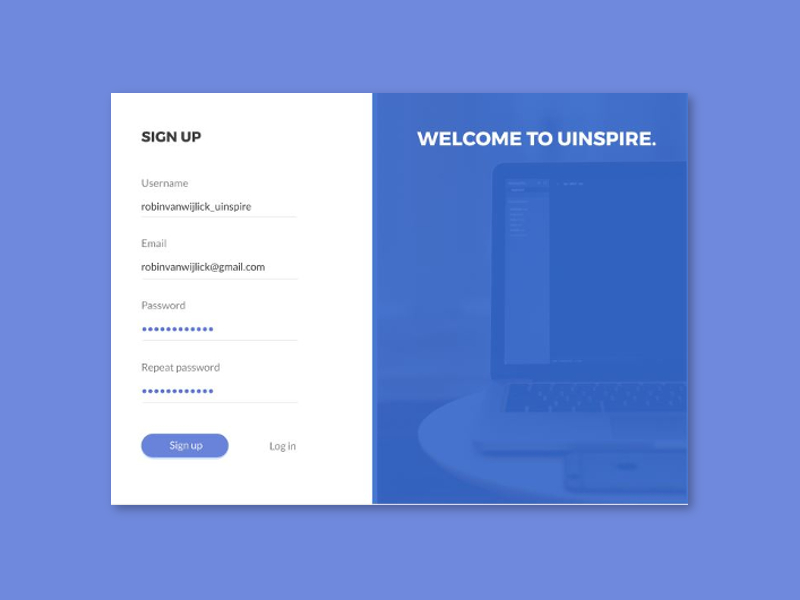 SIGN UP
Username
robinvanwijlick_uinspire
Email
robinvanwijlick@gmail.com
Password
••••••••••••
Repeat password
••••••••••••
Sign up
Log in
WELCOME TO UINSPIRE.